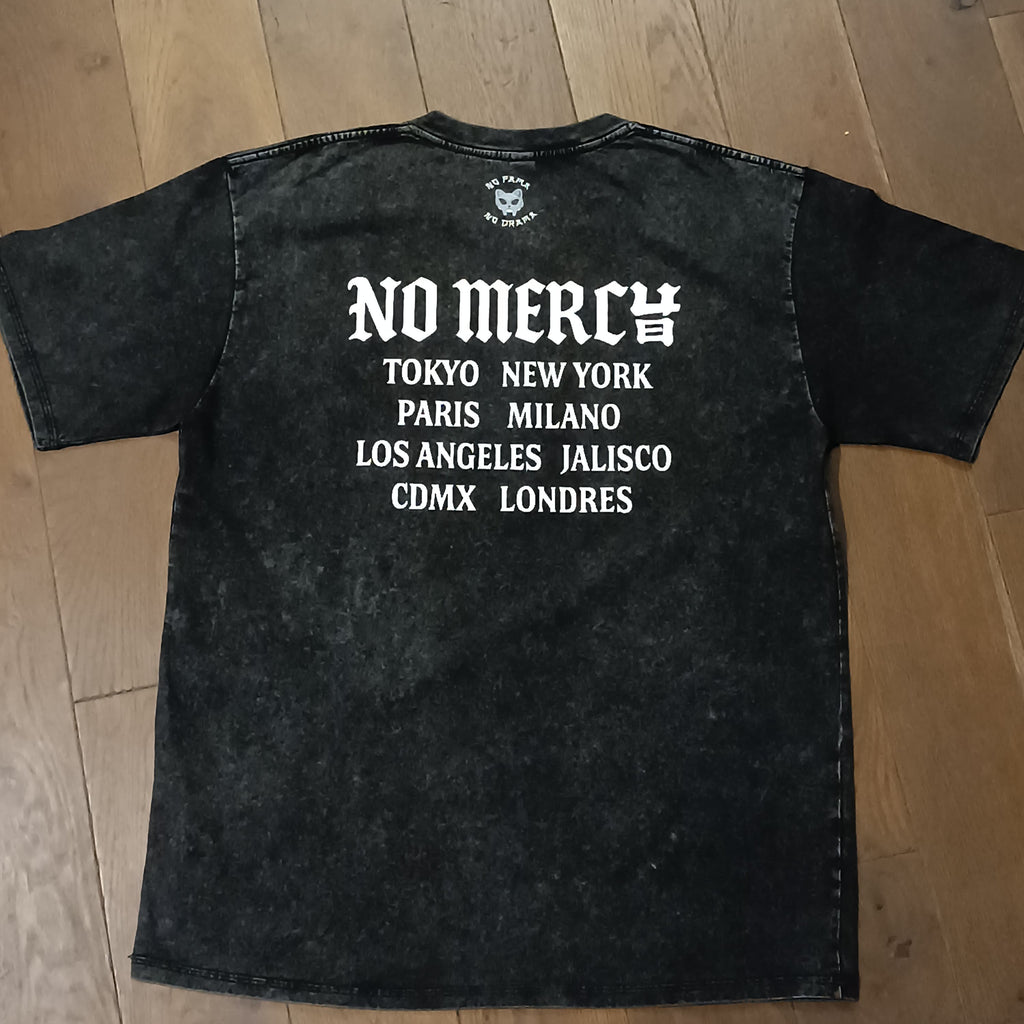 NO FAMA
NO DRAMA
NO MERCY
TOKYO NEW YORK
PARIS MILANO
LOS ANGELES JALISCO
CDMX LONDRES